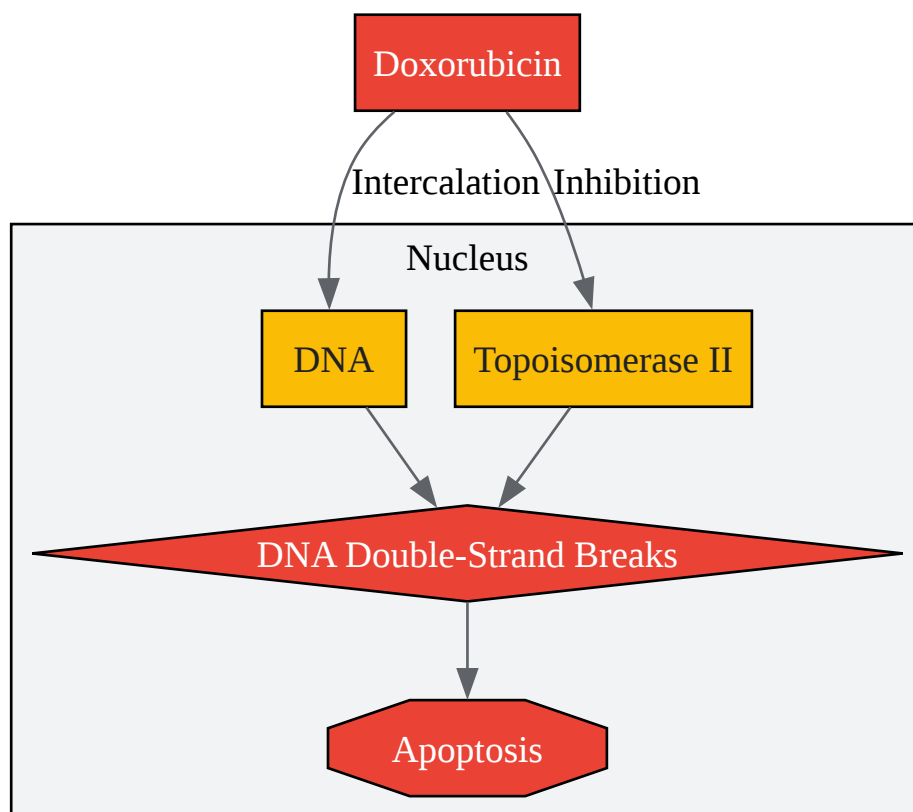 Doxorubicin
Intercalation
Inhibition
Nucleus
DNA
Topoisomerase II
DNA Double-Strand Breaks
Apoptosis